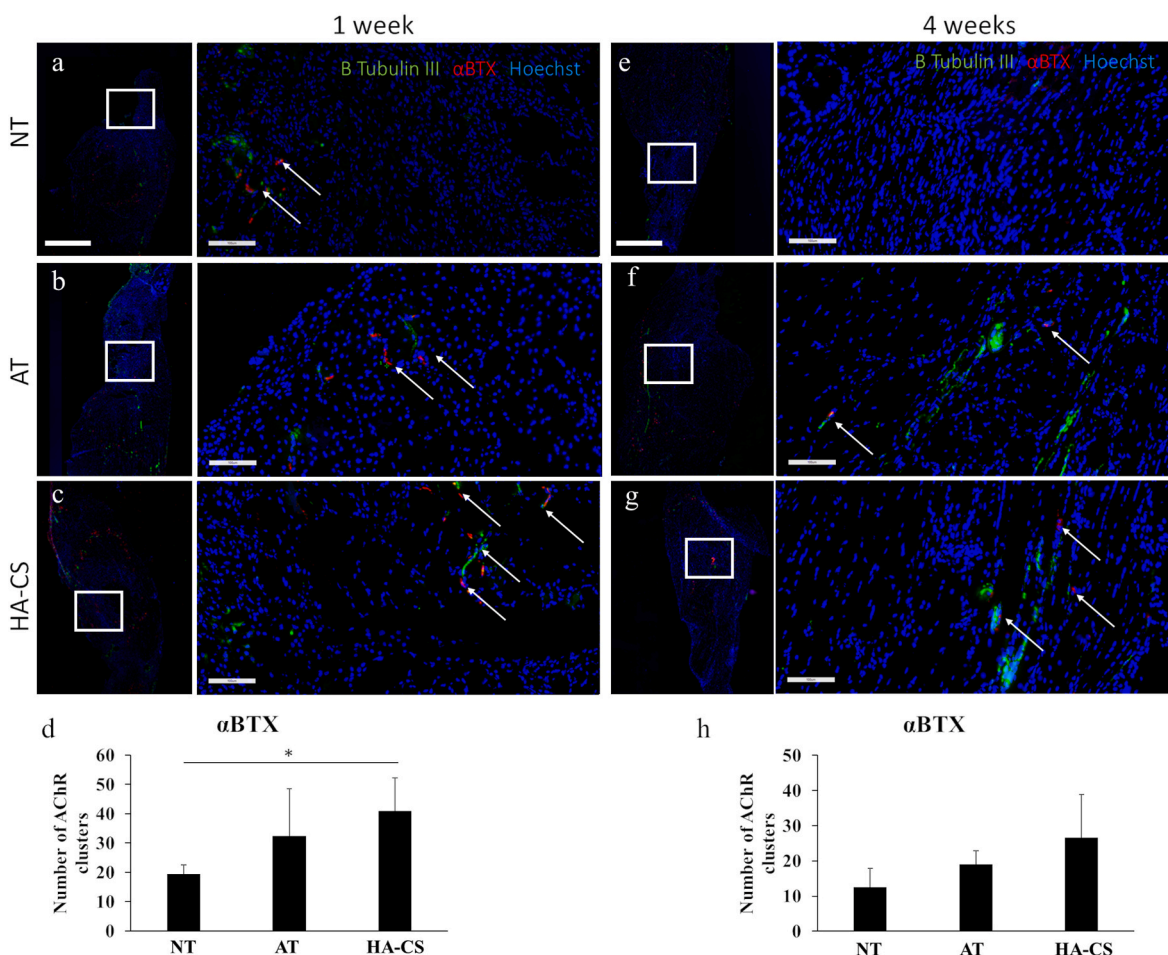 1 week
4 weeks
NT
a
B Tubulin III αBTX Hoechst
e
B Tubulin III αBTX Hoechst
AT
b
f
HA-CS
c
g
d
αBTX
*
Number of AChR
clusters
60
50
40
30
20
10
0
NT AT HA-CS
h
αBTX
Number of AChR
clusters
50
40
30
20
10
0
NT AT HA-CS